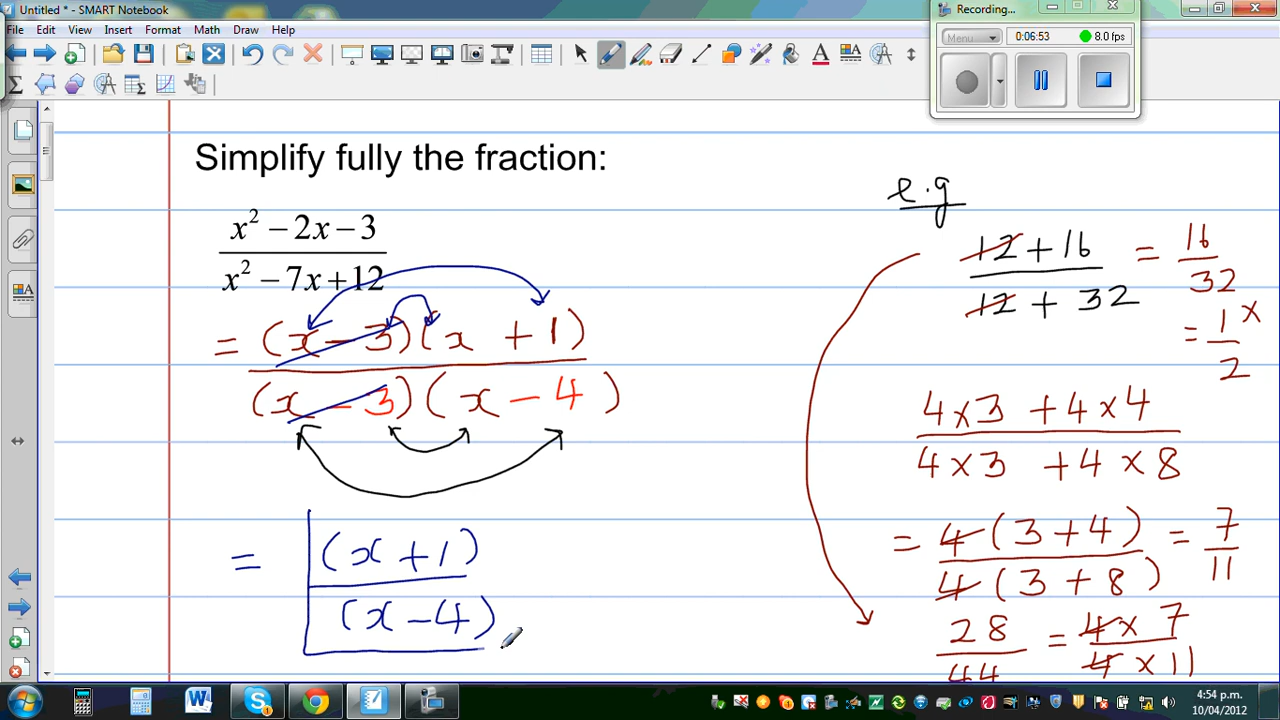 Untitled * - SMART Notebook
File Edit View Insert Format Math Draw Help
Recording...
Menu 0:06:53 8.0 fps
Simplify fully the fraction:
x² − 2x − 3
x² − 7x + 12
= (x − 3)(x + 1)
(x − 3)(x − 4)
= (x + 1)
(x − 4)
e.g
12 + 16 = 16
12 + 32 32
= 1 x
2
4 x 3 + 4 x 4
4 x 3 + 4 x 8
= 4(3 + 4) = 7
4(3 + 8) 11
28 = 4 x 7
44 4 x 11
4:54 p.m.
10/04/2012